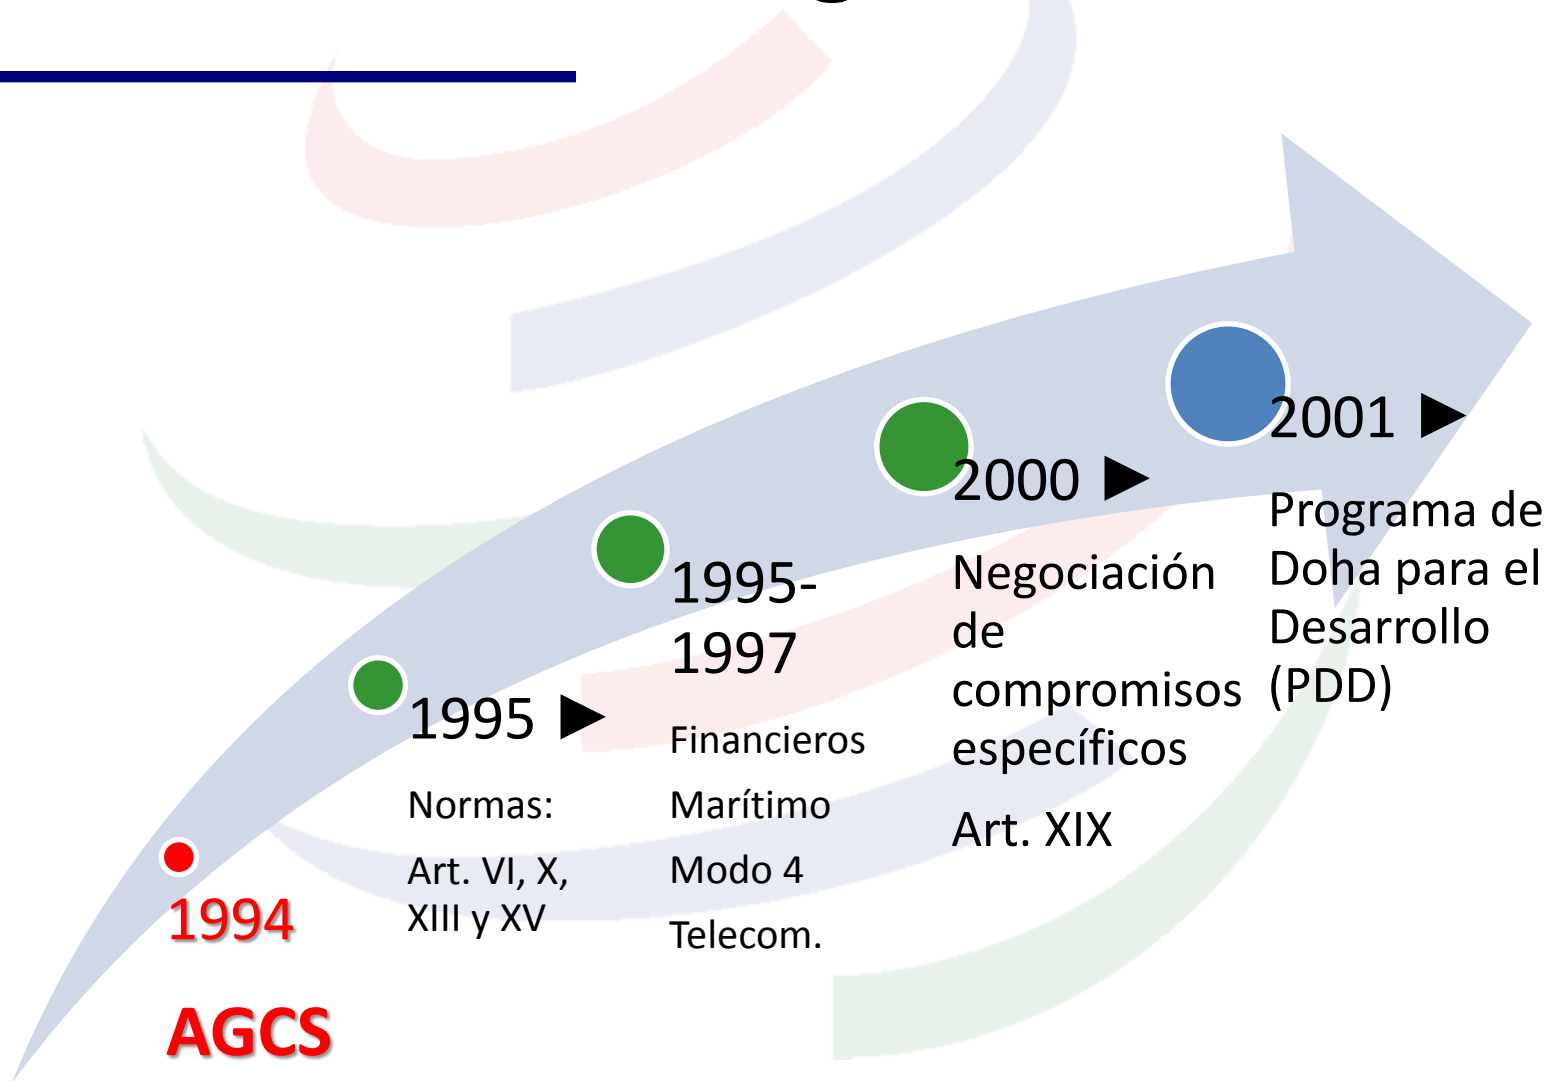 1994
AGCS
1995 ►
Normas:
Art. VI, X,
XIII y XV
1995-
1997
Financieros
Marítimo
Modo 4
Telecom.
2000 ►
Negociación
de
compromisos
específicos
Art. XIX
2001 ►
Programa de
Doha para el
Desarrollo
(PDD)